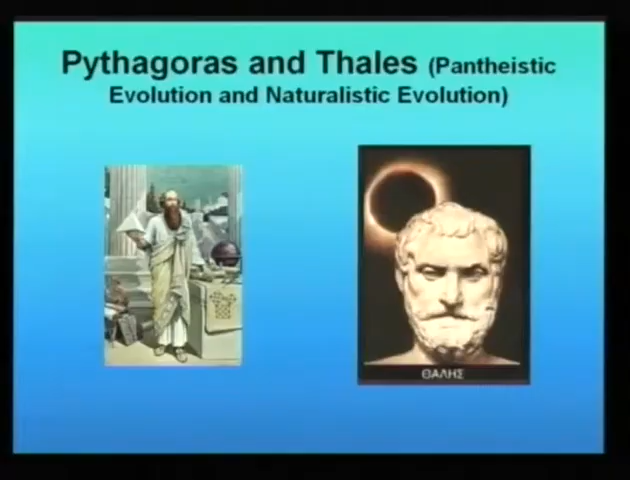 Pythagoras and Thales (Pantheistic
Evolution and Naturalistic Evolution)
ΘΑΛΗΣ